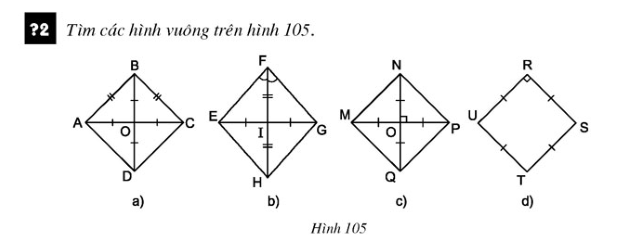 ?2 Tìm các hình vuông trên hình 105.
B F N R
A O C E I G M O P U S
D H Q T
a) b) c) d)
Hình 105